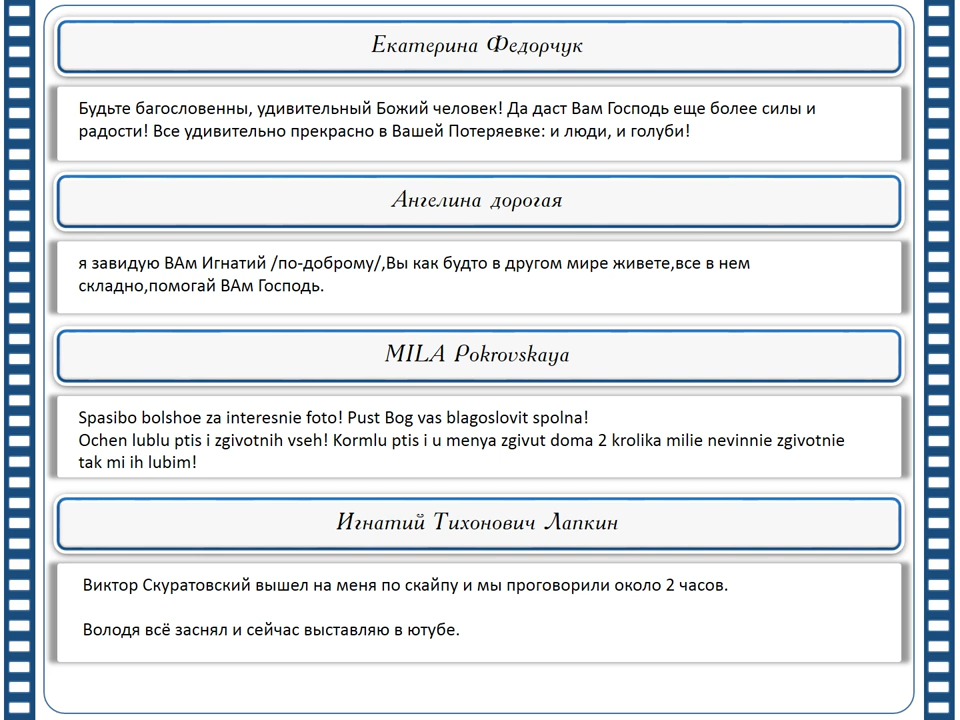 Екатерина Федорчук
Будьте багословенны, удивительный Божий человек! Да даст Вам Господь еще более силы и
радости! Все удивительно прекрасно в Вашей Потеряевке: и люди, и голуби!
Ангелина дорогая
я завидую ВАм Игнатий /по-доброму/,Вы как будто в другом мире живете,все в нем
складно,помогай ВАм Господь.
MILA Pokrovskaya
Spasibo bolshoe za interesnie foto! Pust Bog vas blagoslovit spolna!
Ochen lublu ptis i zgivotnih vseh! Kormlu ptis i u menya zgivut doma 2 krolika milie nevinnie zgivotnie
tak mi ih lubim!
Игнатий Тихонович Лапкин
Виктор Скуратовский вышел на меня по скайпу и мы проговорили около 2 часов.
Володя всё заснял и сейчас выставляю в ютубе.